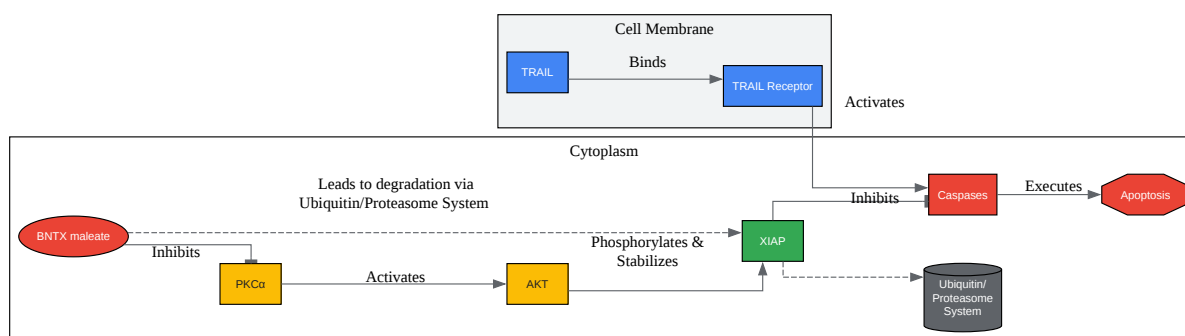 Cell Membrane
TRAIL
Binds
TRAIL Receptor
Activates
Cytoplasm
Leads to degradation via
Ubiquitin/Proteasome System
BNTX maleate
Inhibits
PKCα
Activates
AKT
Phosphorylates &
Stabilizes
XIAP
Inhibits
Caspases
Executes
Apoptosis
Ubiquitin/
Proteasome
System